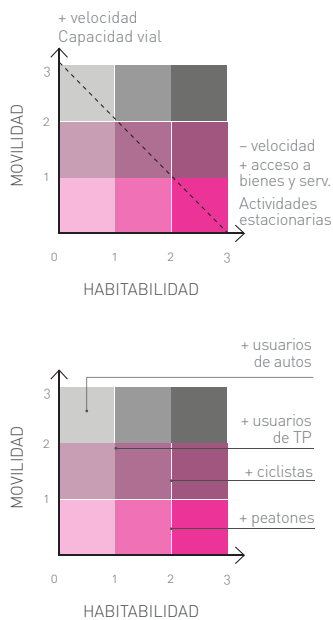 + velocidad
Capacidad vial
3
2
1
MOVILIDAD
– velocidad
+ acceso a
bienes y serv.
Actividades
estacionarias
0 1 2 3
HABITABILIDAD
+ usuarios
de autos
3
+ usuarios
de TP
2
+ ciclistas
1
+ peatones
MOVILIDAD
0 1 2 3
HABITABILIDAD